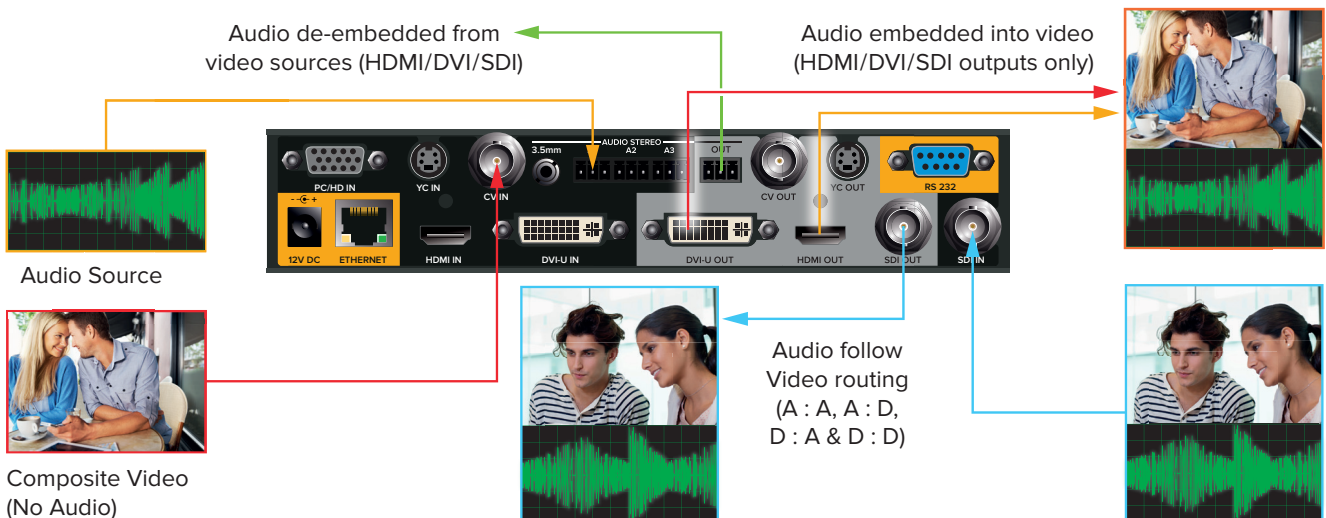 Audio de-embedded from
video sources (HDMI/DVI/SDI)
Audio embedded into video
(HDMI/DVI/SDI outputs only)
AUDIO STEREO
3.5mm
A2
A3
OUT
PC/HD IN
YC IN
CV IN
CV OUT
YC OUT
RS 232
- +
12V DC
ETHERNET
HDMI IN
DVI-U IN
DVI-U OUT
HDMI OUT
SDI OUT
SDI IN
Audio Source
Audio follow
Video routing
(A : A, A : D,
D : A & D : D)
Composite Video
(No Audio)